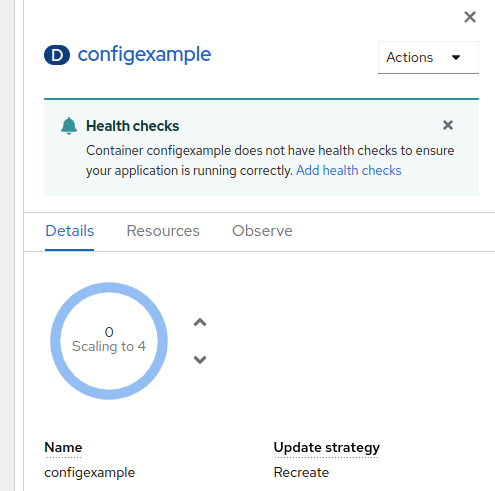 D configexample
Actions
Health checks
Container configexample does not have health checks to ensure
your application is running correctly. Add health checks
Details Resources Observe
0
Scaling to 4
Name Update strategy
configexample Recreate